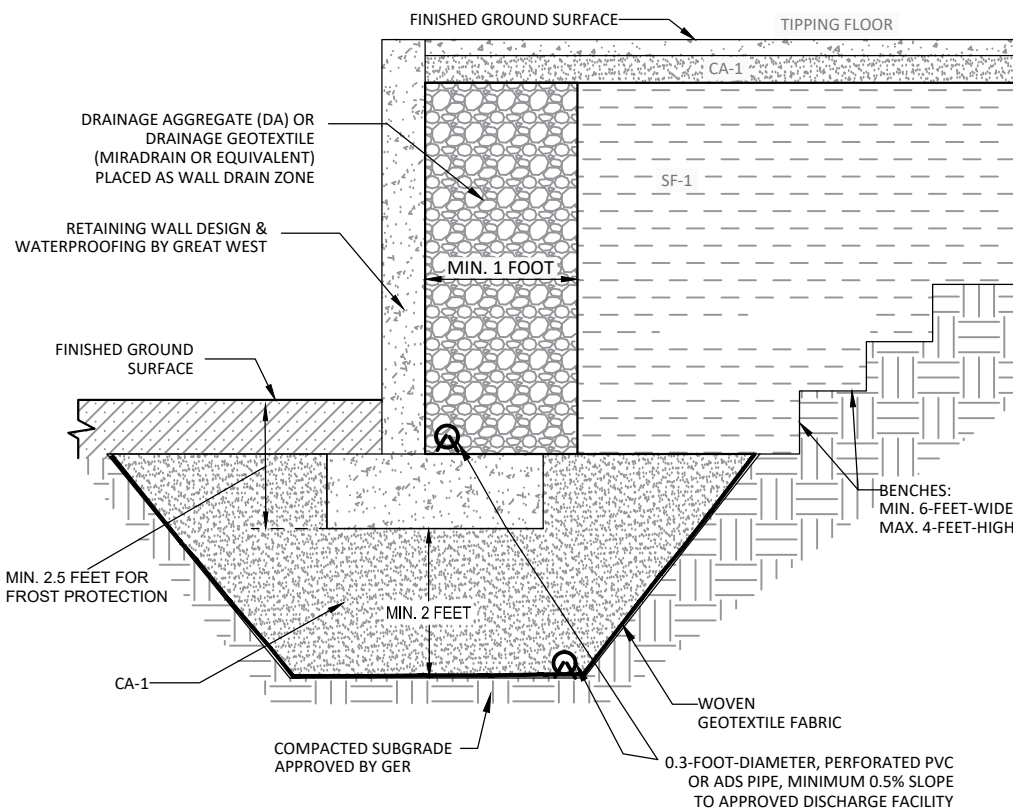 FINISHED GROUND SURFACE
TIPPING FLOOR
CA-1
DRAINAGE AGGREGATE (DA) OR
DRAINAGE GEOTEXTILE
(MIRADRAIN OR EQUIVALENT)
PLACED AS WALL DRAIN ZONE
SF-1
RETAINING WALL DESIGN &
WATERPROOFING BY GREAT WEST
MIN. 1 FOOT
FINISHED GROUND
SURFACE
BENCHES:
MIN. 6-FEET-WIDE
MAX. 4-FEET-HIGH
MIN. 2.5 FEET FOR
FROST PROTECTION
MIN. 2 FEET
CA-1
WOVEN
GEOTEXTILE FABRIC
COMPACTED SUBGRADE
APPROVED BY GER
0.3-FOOT-DIAMETER, PERFORATED PVC
OR ADS PIPE, MINIMUM 0.5% SLOPE
TO APPROVED DISCHARGE FACILITY